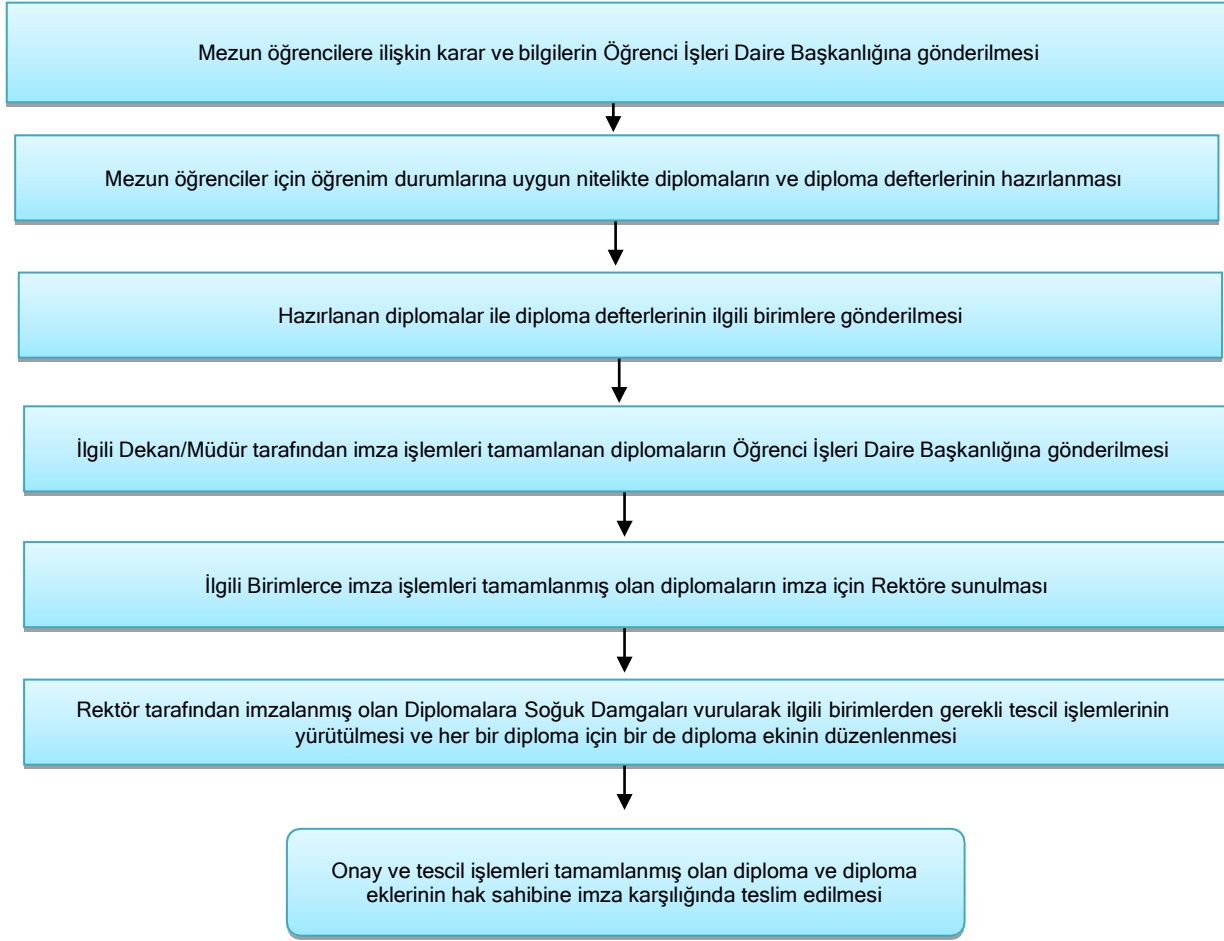 Mezun öğrencilere ilişkin karar ve bilgilerin Öğrenci İşleri Daire Başkanlığına gönderilmesi
Mezun öğrenciler için öğrenim durumlarına uygun nitelikte diplomaların ve diploma defterlerinin hazırlanması
Hazırlanan diplomalar ile diploma defterlerinin ilgili birimlere gönderilmesi
İlgili Dekan/Müdür tarafından imza işlemleri tamamlanan diplomaların Öğrenci İşleri Daire Başkanlığına gönderilmesi
İlgili Birimlerce imza işlemleri tamamlanmış olan diplomaların imza için Rektöre sunulması
Rektör tarafından imzalanmış olan Diplomalara Soğuk Damgaları vurularak ilgili birimlerden gerekli tescil işlemlerinin
yürütülmesi ve her bir diploma için bir de diploma ekinin düzenlenmesi
Onay ve tescil işlemleri tamamlanmış olan diploma ve diploma
eklerinin hak sahibine imza karşılığında teslim edilmesi